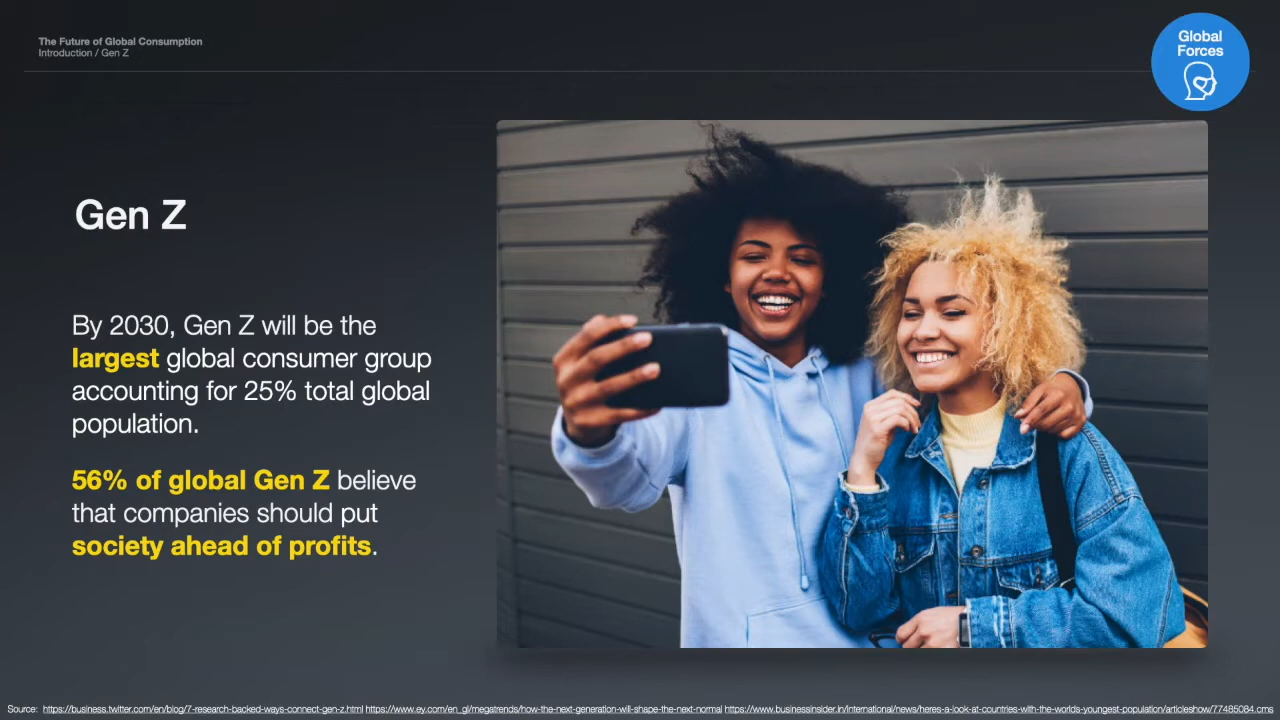 The Future of Global Consumption
Introduction / Gen Z
Global
Forces
Gen Z
By 2030, Gen Z will be the
largest global consumer group
accounting for 25% total global
population.
56% of global Gen Z believe
that companies should put
society ahead of profits.
Source: https://business.twitter.com/en/blog/7-research-backed-ways-connect-gen-z.html https://www.ey.com/en_gl/megatrends/how-the-next-generation-will-shape-the-next-normal https://www.businessinsider.in/international/news/heres-a-look-at-countries-with-the-worlds-youngest-population/articleshow/77485084.cms